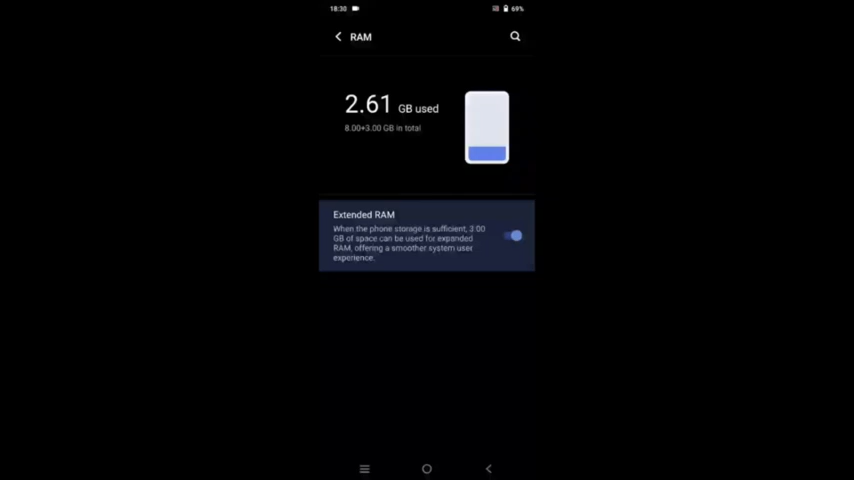 18:30 69%
RAM
2.61 GB used
8.00+3.00 GB in total
Extended RAM
When the phone storage is sufficient, 3.00
GB of space can be used for expanded
RAM, offering a smoother system user
experience.